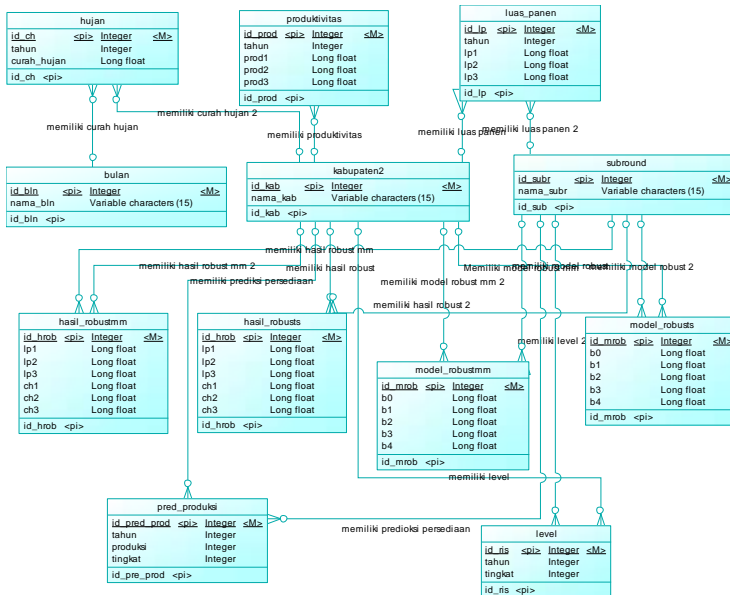 hujan
id_ch <pi> Integer <M>
tahun Integer
curah_hujan Long float
id_ch <pi>
produktivitas
id_prod <pi> Integer <M>
tahun Integer
prod1 Long float
prod2 Long float
prod3 Long float
id_prod <pi>
luas_panen
id_lp <pi> Integer <M>
tahun Integer
lp1 Long float
lp2 Long float
lp3 Long float
id_lp <pi>
memiliki curah hujan
memiliki curah hujan 2
memiliki produktivitas
memiliki luas panen
memiliki luas panen 2
bulan
id_bln <pi> Integer <M>
nama_bln Variable characters (15)
id_bln <pi>
kabupaten2
id_kab <pi> Integer <M>
nama_kab Variable characters (15)
id_kab <pi>
subround
id_subr <pi> Integer <M>
nama_subr Variable characters (15)
id_sub <pi>
memiliki hasil robust mm
memiliki hasil robust mm 2
memiliki hasil robust
memiliki prediksi persediaan
memiliki model robust mm 2
Memiliki model robust mm
memiliki model robust
memiliki model robust 2
memiliki hasil robust 2
memiliki level 2
hasil_robustmm
id_hrob <pi> Integer <M>
lp1 Long float
lp2 Long float
lp3 Long float
ch1 Long float
ch2 Long float
ch3 Long float
id_hrob <pi>
hasil_robusts
id_hrob <pi> Integer <M>
lp1 Long float
lp2 Long float
lp3 Long float
ch1 Long float
ch2 Long float
ch3 Long float
id_hrob <pi>
model_robustmm
id_mrob <pi> Integer <M>
b0 Long float
b1 Long float
b2 Long float
b3 Long float
b4 Long float
id_mrob <pi>
model_robusts
id_mrob <pi> Integer <M>
b0 Long float
b1 Long float
b2 Long float
b3 Long float
b4 Long float
id_mrob <pi>
memiliki level
pred_produksi
id_pred_prod <pi> Integer <M>
tahun Integer
produksi Integer
tingkat Integer
id_pre_prod <pi>
memiliki predioksi persediaan
level
id_ris <pi> Integer <M>
tahun Integer
tingkat Integer
id_ris <pi>